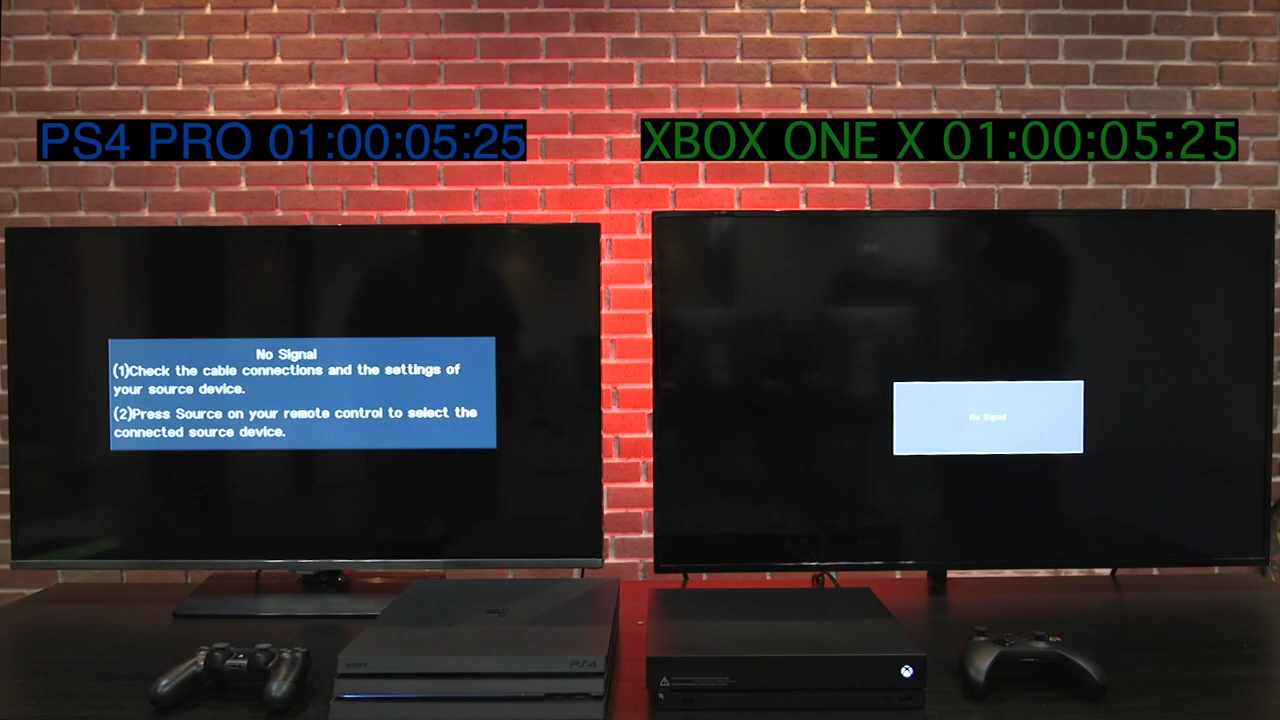 PS4 PRO 01:00:05:25
XBOX ONE X 01:00:05:25
No Signal
(1)Check the cable connections and the settings of
your source device.
(2)Press Source on your remote control to select the
connected source device.
No Signal
SONY
PS4